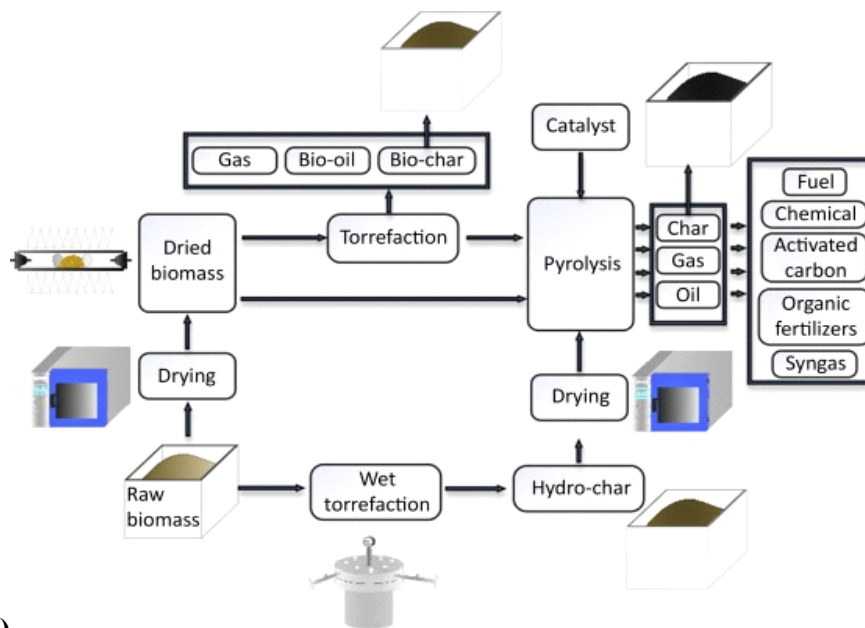 Catalyst
Gas
Bio-oil
Bio-char
Fuel
Chemical
Activated
carbon
Organic
fertilizers
Syngas
Char
Gas
Oil
Dried
biomass
Torrefaction
Pyrolysis
Drying
Drying
Raw
biomass
Wet
torrefaction
Hydro-char
)